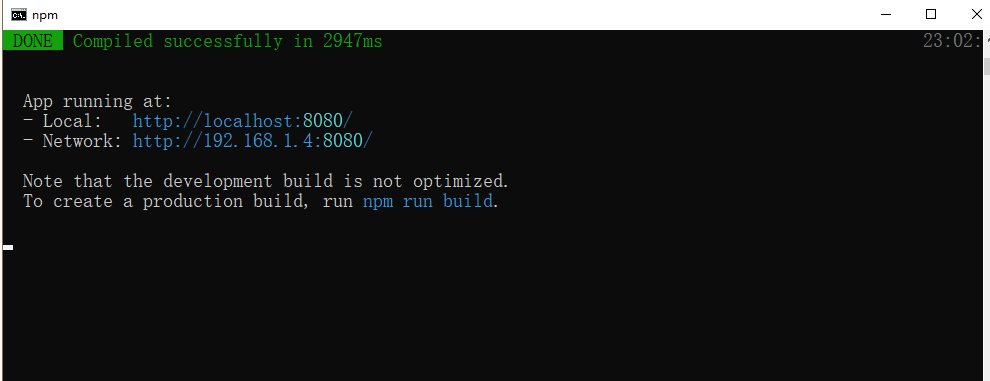 npm
DONE Compiled successfully in 2947ms 23:02:
App running at:
- Local: http://localhost:8080/
- Network: http://192.168.1.4:8080/
Note that the development build is not optimized.
To create a production build, run npm run build.